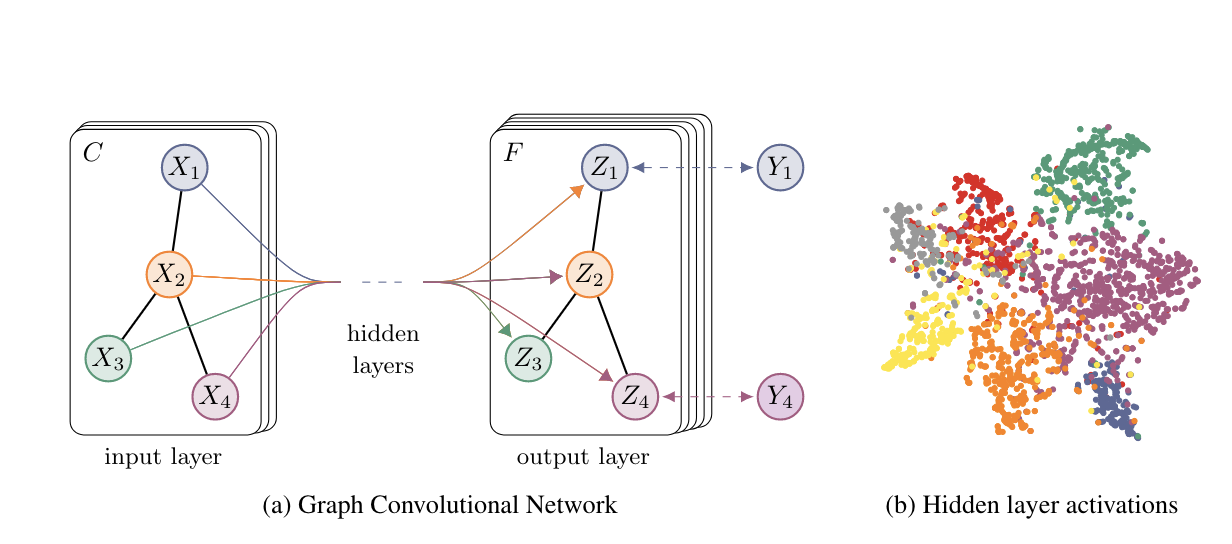 C
X₁
X₂
X₃
X₄
input layer
hidden
layers
F
Z₁
Z₂
Z₃
Z₄
output layer
Y₁
Y₄
(a) Graph Convolutional Network
(b) Hidden layer activations